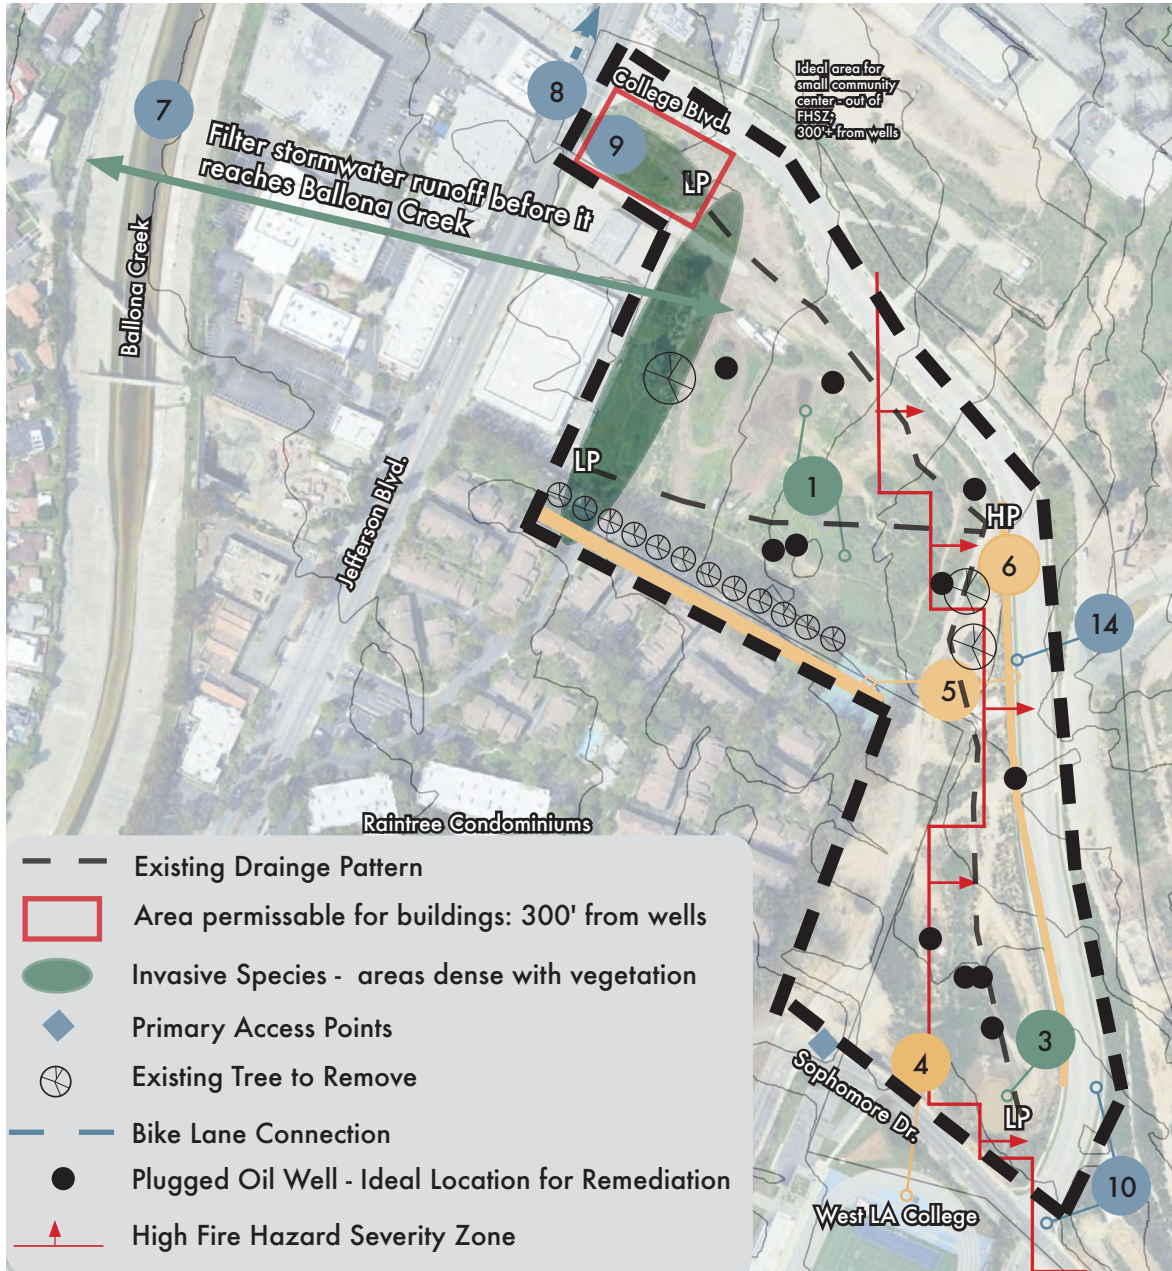 8
College Blvd.
Ideal area for
small community
center - out of
FHSZ;
300'+ from wells
7
9
Filter stormwater runoff before it
reaches Ballona Creek
LP
Ballona Creek
LP
1
HP
Jefferson Blvd.
6
14
5
Raintree Condominiums
3
4
Sophomore Dr.
LP
10
West LA College
Existing Drainge Pattern
Area permissable for buildings: 300' from wells
Invasive Species - areas dense with vegetation
Primary Access Points
Existing Tree to Remove
Bike Lane Connection
Plugged Oil Well - Ideal Location for Remediation
High Fire Hazard Severity Zone